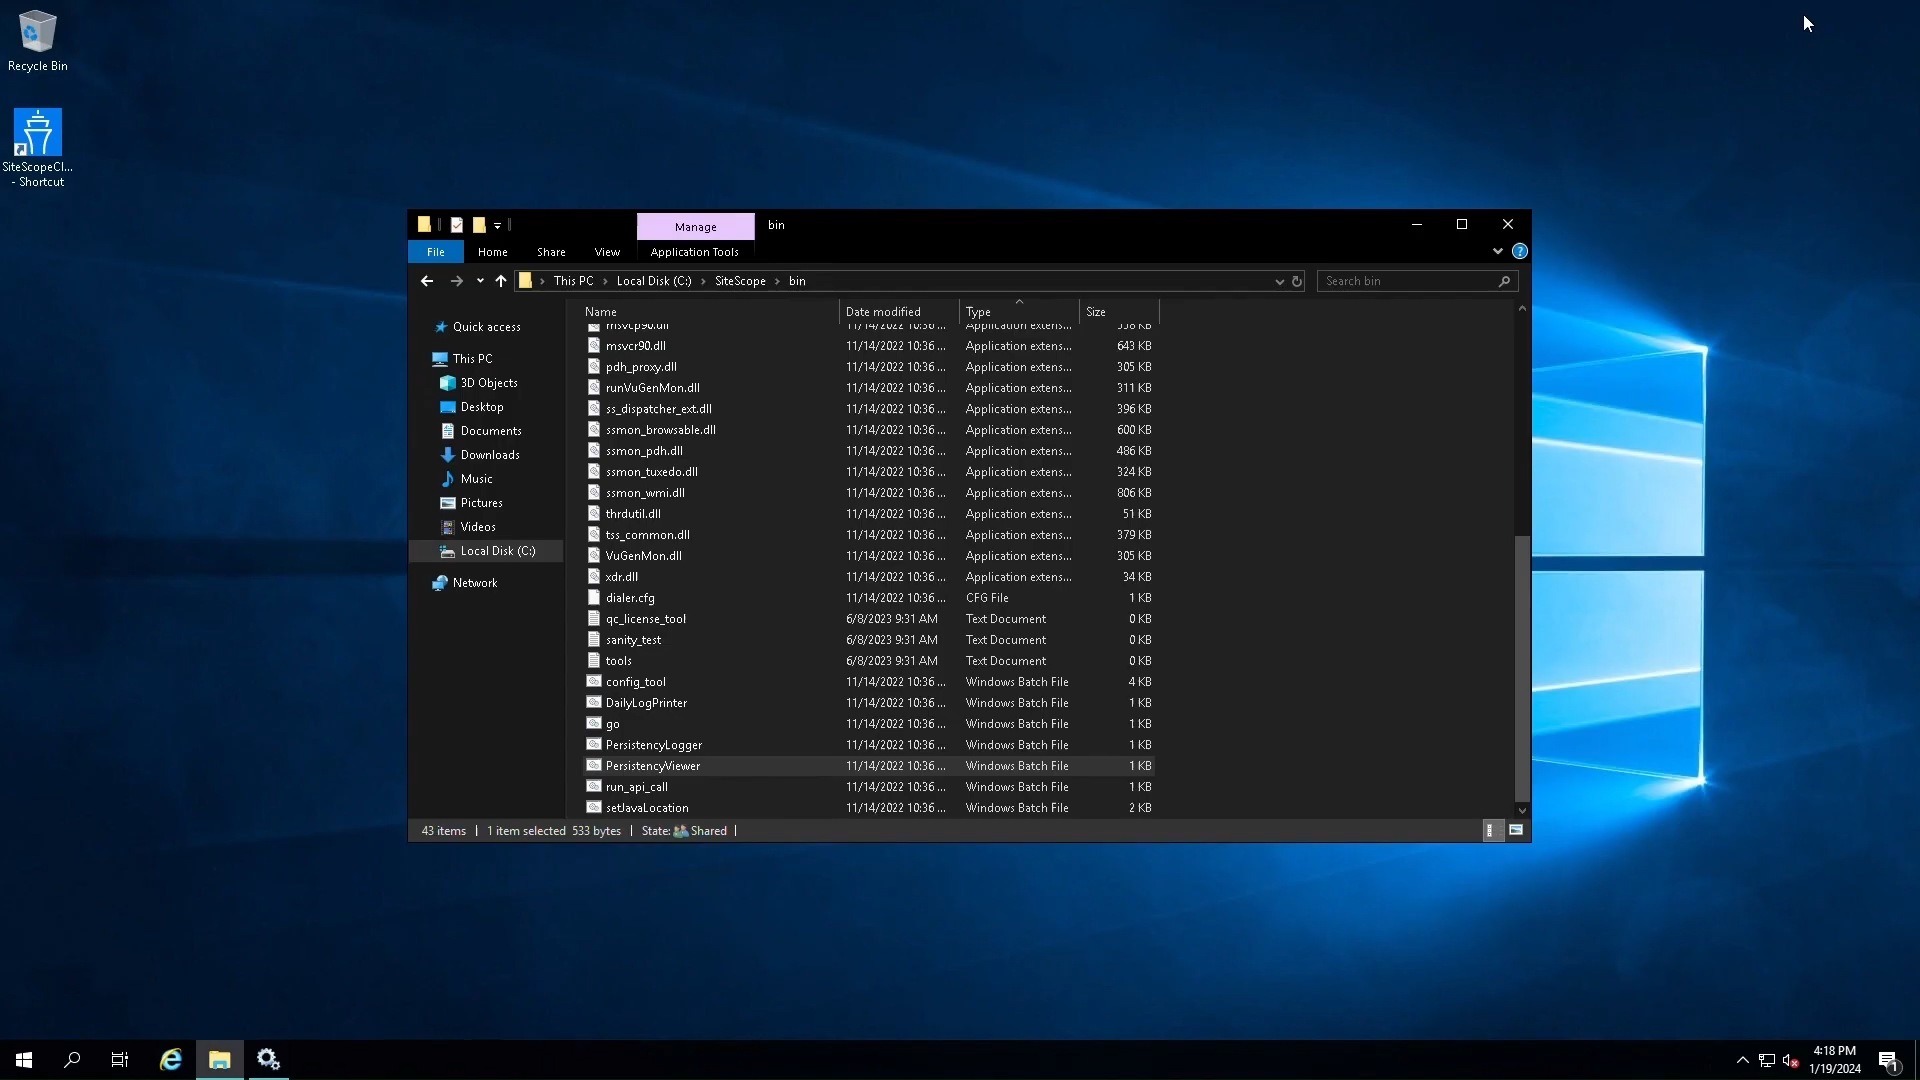 Recycle Bin
SiteScopeCl...
- Shortcut
Manage
bin
File
Home
Share
View
Application Tools
This PC
Local Disk (C:)
SiteScope
bin
Search bin
Name
Date modified
Type
Size
msvcp90.dll 11/14/2022 10:36 ... Application extens... 558 KB
msvcr90.dll 11/14/2022 10:36 ... Application extens... 643 KB
pdh_proxy.dll 11/14/2022 10:36 ... Application extens... 305 KB
runVuGenMon.dll 11/14/2022 10:36 ... Application extens... 311 KB
ss_dispatcher_ext.dll 11/14/2022 10:36 ... Application extens... 396 KB
ssmon_browsable.dll 11/14/2022 10:36 ... Application extens... 600 KB
ssmon_pdh.dll 11/14/2022 10:36 ... Application extens... 486 KB
ssmon_tuxedo.dll 11/14/2022 10:36 ... Application extens... 324 KB
ssmon_wmi.dll 11/14/2022 10:36 ... Application extens... 806 KB
thrdutil.dll 11/14/2022 10:36 ... Application extens... 51 KB
tss_common.dll 11/14/2022 10:36 ... Application extens... 379 KB
VuGenMon.dll 11/14/2022 10:36 ... Application extens... 305 KB
xdr.dll 11/14/2022 10:36 ... Application extens... 34 KB
dialer.cfg 11/14/2022 10:36 ... CFG File 1 KB
qc_license_tool 6/8/2023 9:31 AM Text Document 0 KB
sanity_test 6/8/2023 9:31 AM Text Document 0 KB
tools 6/8/2023 9:31 AM Text Document 0 KB
config_tool 11/14/2022 10:36 ... Windows Batch File 4 KB
DailyLogPrinter 11/14/2022 10:36 ... Windows Batch File 1 KB
go 11/14/2022 10:36 ... Windows Batch File 1 KB
PersistencyLogger 11/14/2022 10:36 ... Windows Batch File 1 KB
PersistencyViewer 11/14/2022 10:36 ... Windows Batch File 1 KB
run_api_call 11/14/2022 10:36 ... Windows Batch File 1 KB
setJavaLocation 11/14/2022 10:36 ... Windows Batch File 2 KB
Quick access
This PC
3D Objects
Desktop
Documents
Downloads
Music
Pictures
Videos
Local Disk (C:)
Network
43 items
1 item selected 533 bytes
State: Shared
4:18 PM
1/19/2024
1